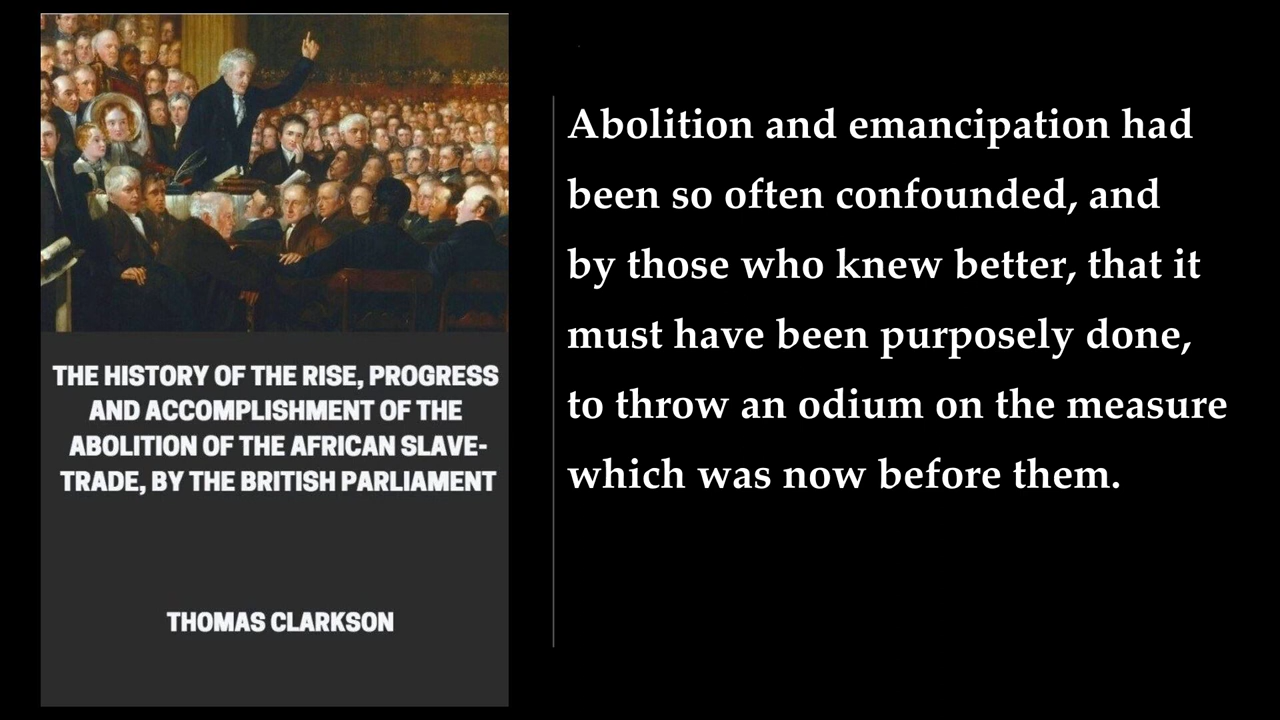 THE HISTORY OF THE RISE, PROGRESS
AND ACCOMPLISHMENT OF THE
ABOLITION OF THE AFRICAN SLAVE-
TRADE, BY THE BRITISH PARLIAMENT
THOMAS CLARKSON
Abolition and emancipation had
been so often confounded, and
by those who knew better, that it
must have been purposely done,
to throw an odium on the measure
which was now before them.